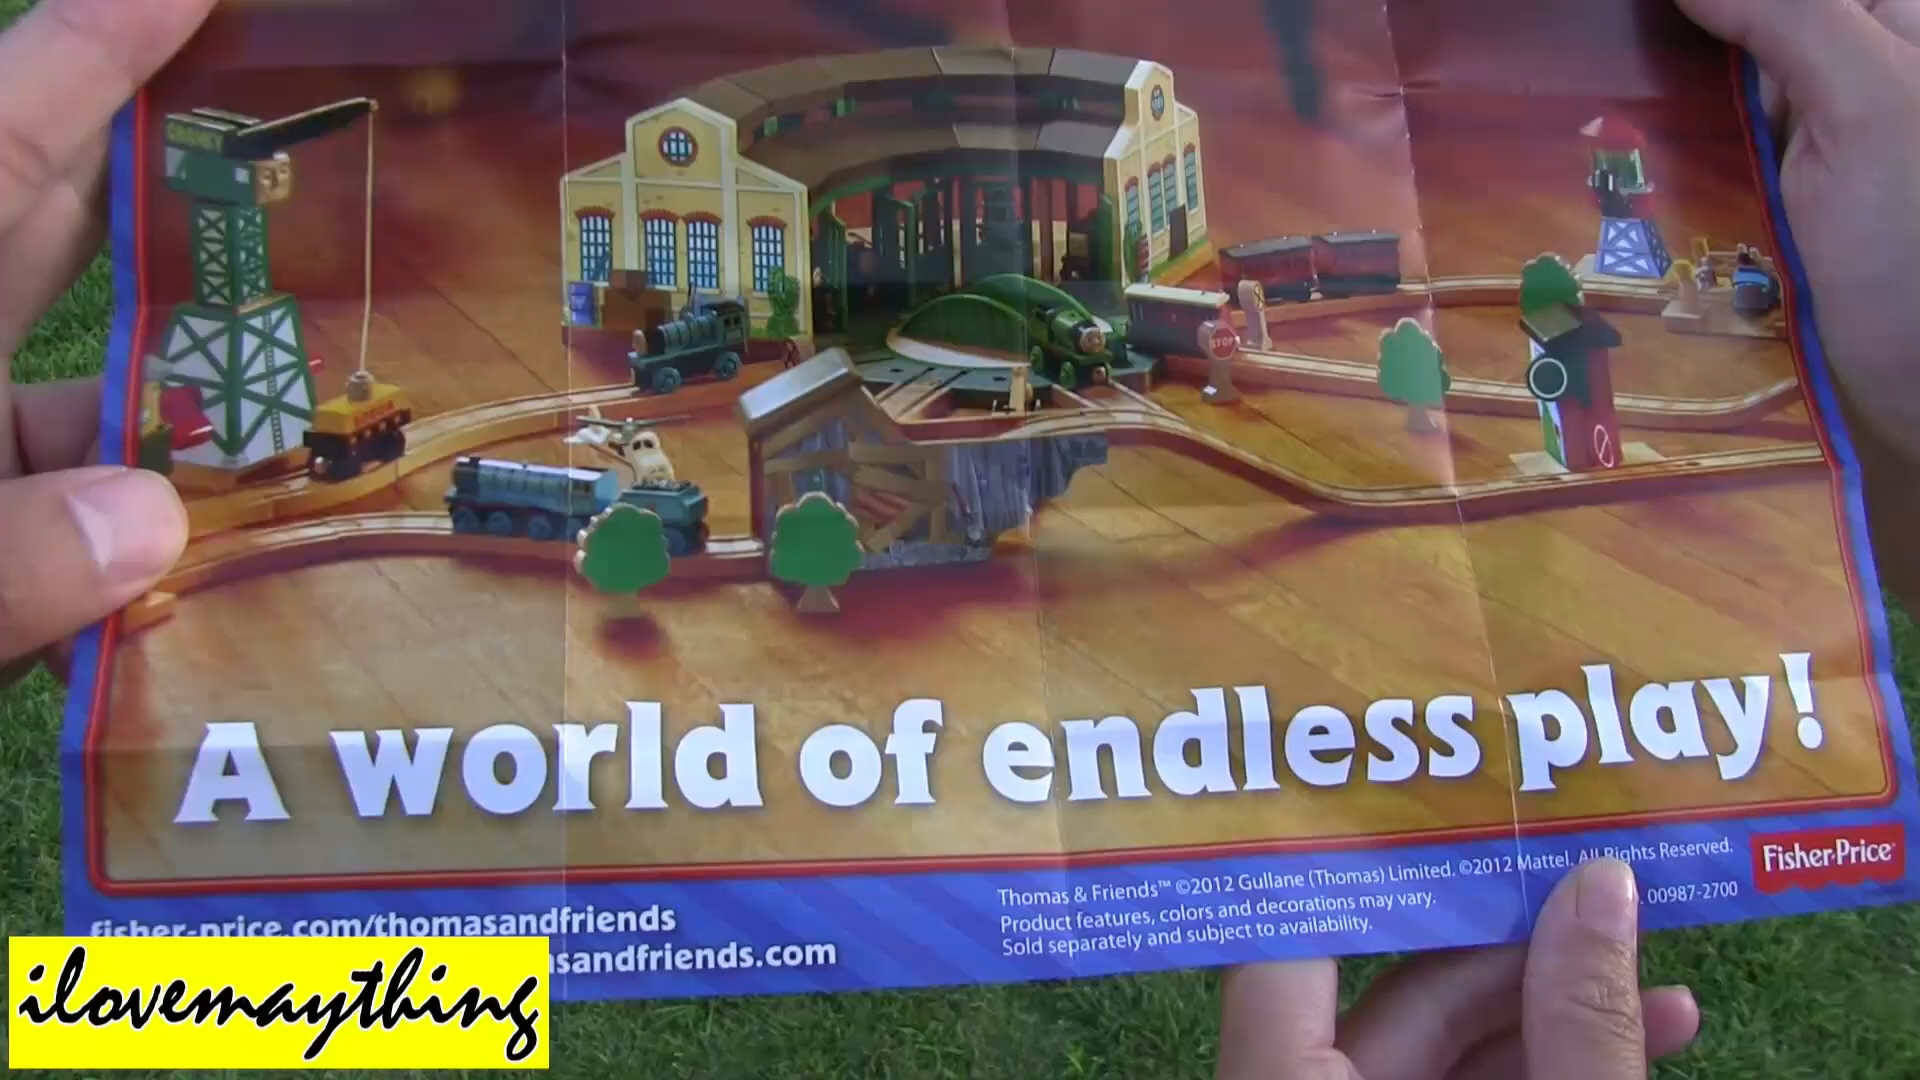 CRANKY
STOP
A world of endless play!
fisher-price.com/thomasandfriends
Thomas & Friends™ ©2012 Gullane (Thomas) Limited. ©2012 Mattel. All Rights Reserved.
Product features, colors and decorations may vary.
00987-2700
Sold separately and subject to availability.
Fisher-Price
ilovemaything